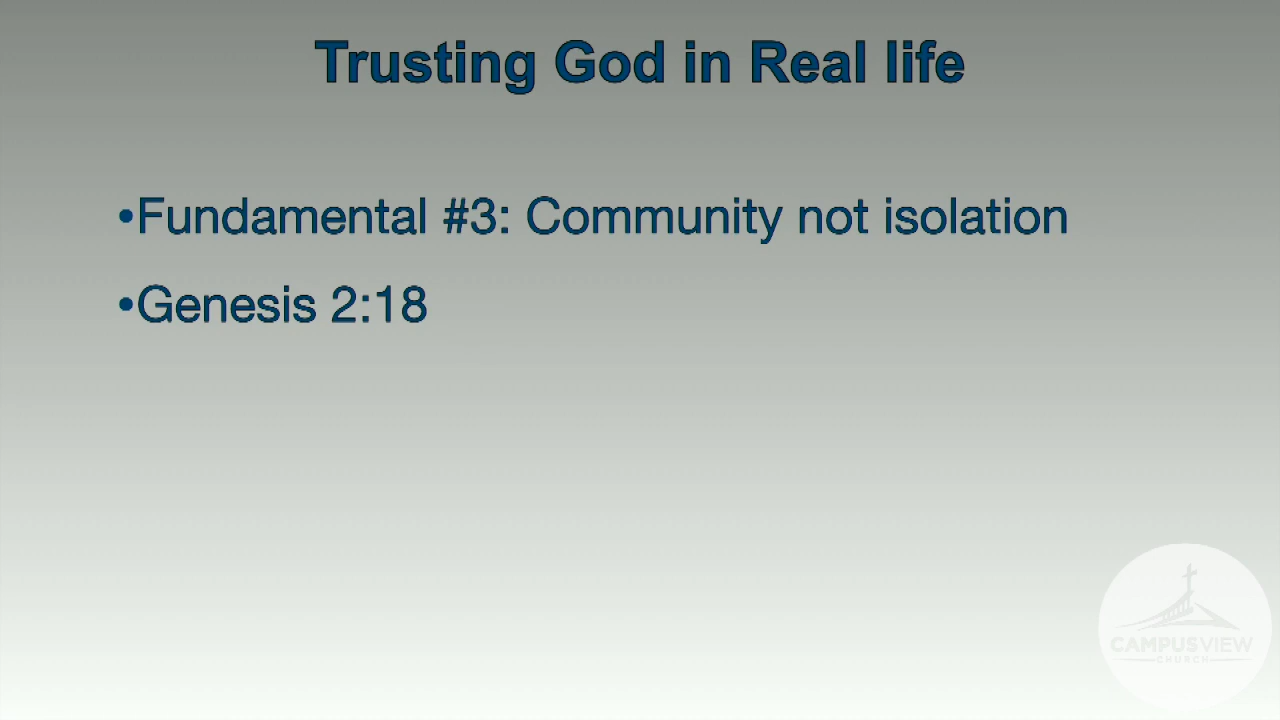 Trusting God in Real life
•Fundamental #3: Community not isolation
•Genesis 2:18
CAMPUSVIEW
CHURCH